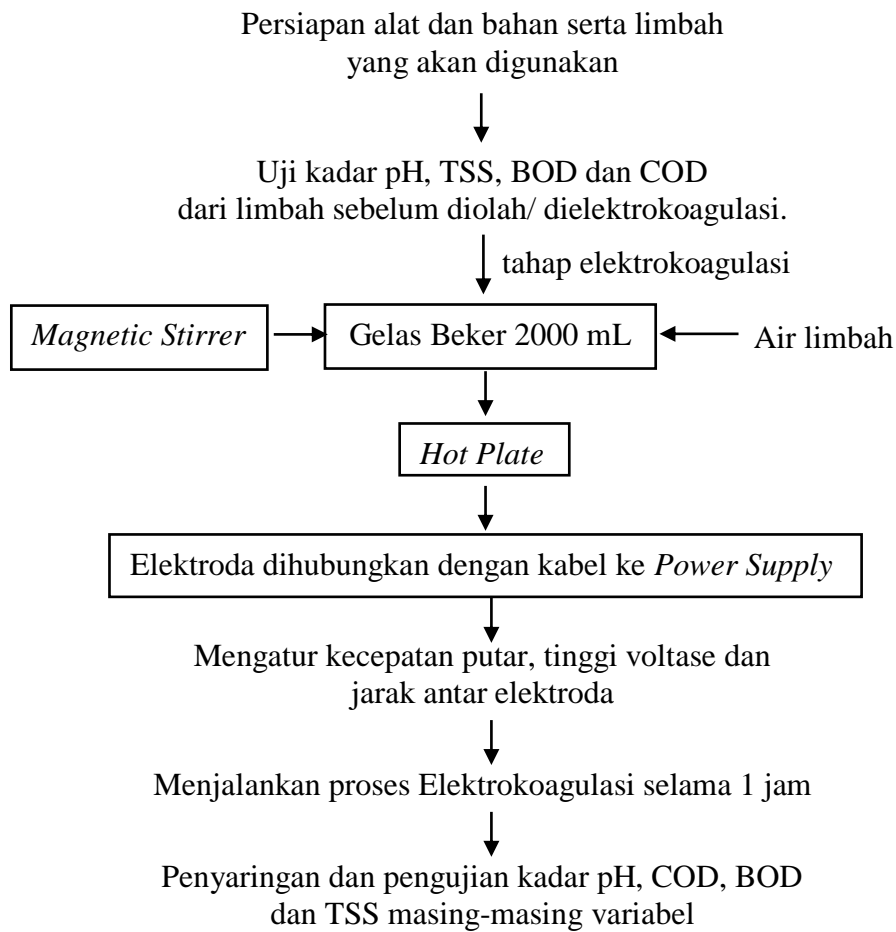 Persiapan alat dan bahan serta limbah
yang akan digunakan
Uji kadar pH, TSS, BOD dan COD
dari limbah sebelum diolah/ dielektrokoagulasi.
tahap elektrokoagulasi
Magnetic Stirrer
Gelas Beker 2000 mL
Air limbah
Hot Plate
Elektroda dihubungkan dengan kabel ke Power Supply
Mengatur kecepatan putar, tinggi voltase dan
jarak antar elektroda
Menjalankan proses Elektrokoagulasi selama 1 jam
Penyaringan dan pengujian kadar pH, COD, BOD
dan TSS masing-masing variabel